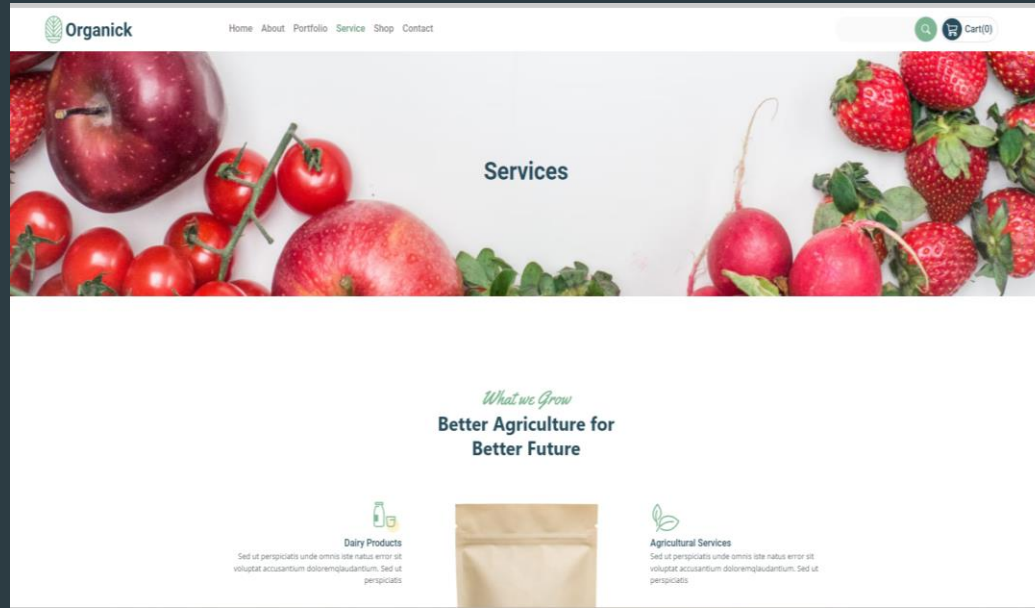 Organick
Home About Portfolio Service Shop Contact
Cart(0)
Services
What we Grow
Better Agriculture for
Better Future
Dairy Products
Sed ut perspiciatis unde omnis iste natus error sit
voluptat accusantium doloremqlaudantium. Sed ut
perspiciatis
Agricultural Services
Sed ut perspiciatis unde omnis iste natus error sit
voluptat accusantium doloremqlaudantium. Sed ut
perspiciatis